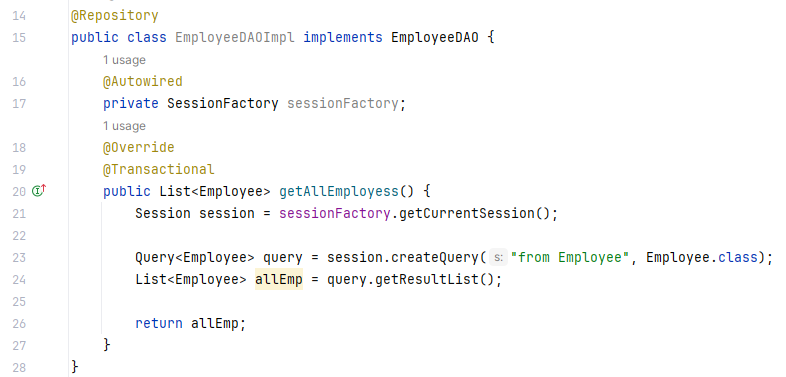 14 @Repository
15 public class EmployeeDAOImpl implements EmployeeDAO {
1 usage
16 @Autowired
17 private SessionFactory sessionFactory;
1 usage
18 @Override
19 @Transactional
20 public List<Employee> getAllEmployess() {
21 Session session = sessionFactory.getCurrentSession();
22
23 Query<Employee> query = session.createQuery( s: "from Employee", Employee.class);
24 List<Employee> allEmp = query.getResultList();
25
26 return allEmp;
27 }
28 }